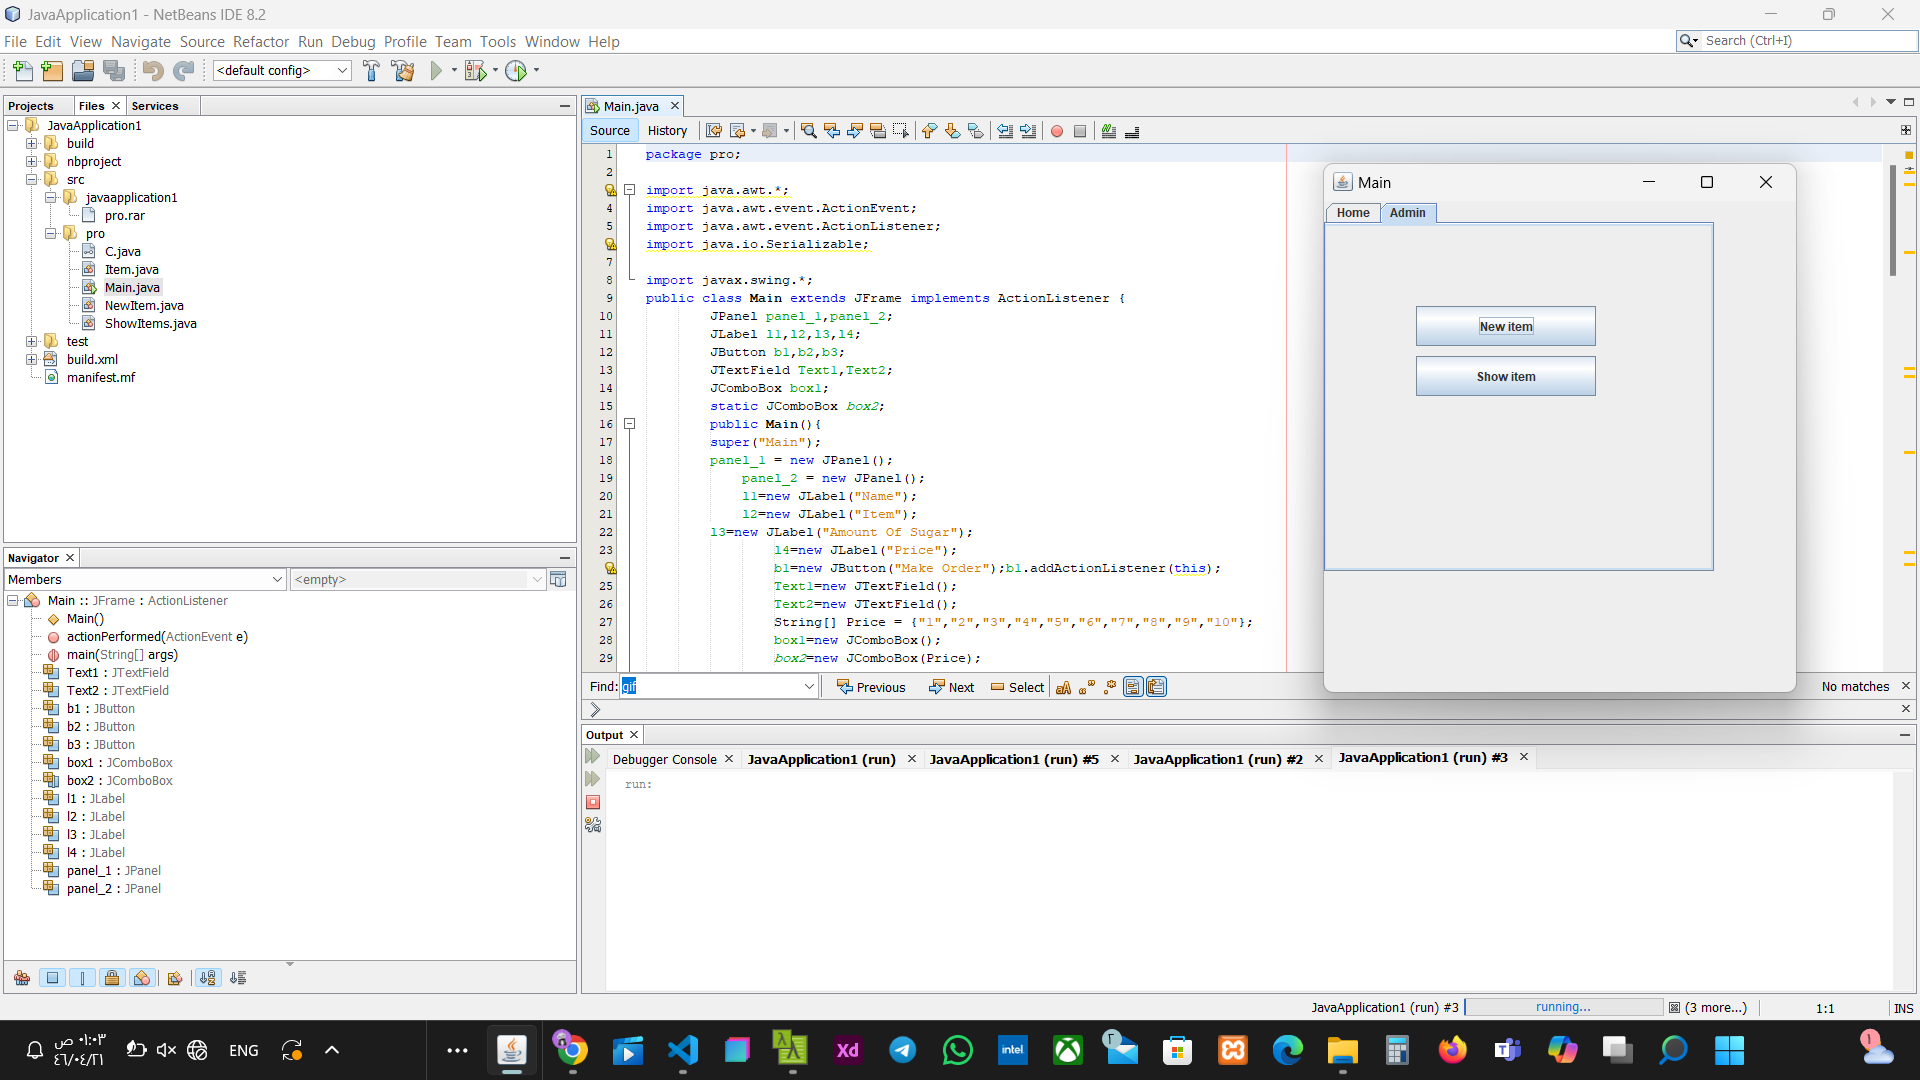 JavaApplication1 - NetBeans IDE 8.2
File Edit View Navigate Source Refactor Run Debug Profile Team Tools Window Help
Search (Ctrl+I)
<default config>
Projects Files Services
JavaApplication1
build
nbproject
src
javaapplication1
pro.rar
pro
C.java
Item.java
Main.java
NewItem.java
ShowItems.java
test
build.xml
manifest.mf
Navigator
Members <empty>
Main :: JFrame : ActionListener
Main()
actionPerformed(ActionEvent e)
main(String[] args)
Text1 : JTextField
Text2 : JTextField
b1 : JButton
b2 : JButton
b3 : JButton
box1 : JComboBox
box2 : JComboBox
l1 : JLabel
l2 : JLabel
l3 : JLabel
l4 : JLabel
panel_1 : JPanel
panel_2 : JPanel
Main.java
Source History
1 package pro;
2
import java.awt.*;
4 import java.awt.event.ActionEvent;
5 import java.awt.event.ActionListener;
import java.io.Serializable;
7
8 import javax.swing.*;
9 public class Main extends JFrame implements ActionListener {
10 JPanel panel_1,panel_2;
11 JLabel l1,l2,l3,l4;
12 JButton b1,b2,b3;
13 JTextField Text1,Text2;
14 JComboBox box1;
15 static JComboBox box2;
16 public Main(){
17 super("Main");
18 panel_1 = new JPanel();
19 panel_2 = new JPanel();
20 l1=new JLabel("Name");
21 l2=new JLabel("Item");
22 l3=new JLabel("Amount Of Sugar");
23 l4=new JLabel("Price");
b1=new JButton("Make Order");b1.addActionListener(this);
25 Text1=new JTextField();
26 Text2=new JTextField();
27 String[] Price = {"1","2","3","4","5","6","7","8","9","10"};
28 box1=new JComboBox();
29 box2=new JComboBox(Price);
Find: gif Previous Next Select No matches
Main
Home Admin
New item
Show item
Output
Debugger Console JavaApplication1 (run) JavaApplication1 (run) #5 JavaApplication1 (run) #2 JavaApplication1 (run) #3
run:
JavaApplication1 (run) #3 running... (3 more...) 1:1 INS
٠١:٠٣ ص
٤٦/٠٤/٢١
ENG
Xd
intel
٢
1